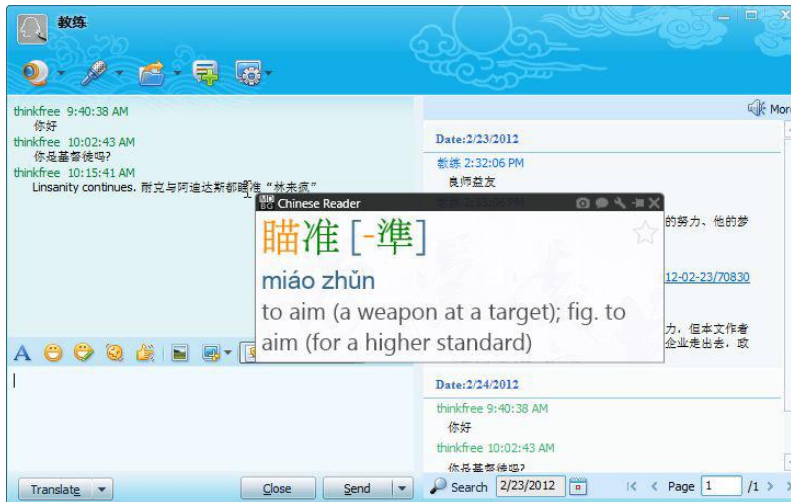 教练
thinkfree 9:40:38 AM
你好
thinkfree 10:02:43 AM
你是基督徒吗?
thinkfree 10:15:41 AM
Linsanity continues. 耐克与阿迪达斯都瞄准“林来疯”
Chinese Reader
瞄准 [-準]
miáo zhǔn
to aim (a weapon at a target); fig. to
aim (for a higher standard)
Translate
Close
Send
More
Date:2/23/2012
教练 2:32:06 PM
良师益友
的努力、他的梦
12-02-23/70830
力，但本文作者
企业走出去，或
Date:2/24/2012
thinkfree 9:40:38 AM
你好
thinkfree 10:02:43 AM
你是基督徒吗?
Search 2/23/2012 Page 1 /1